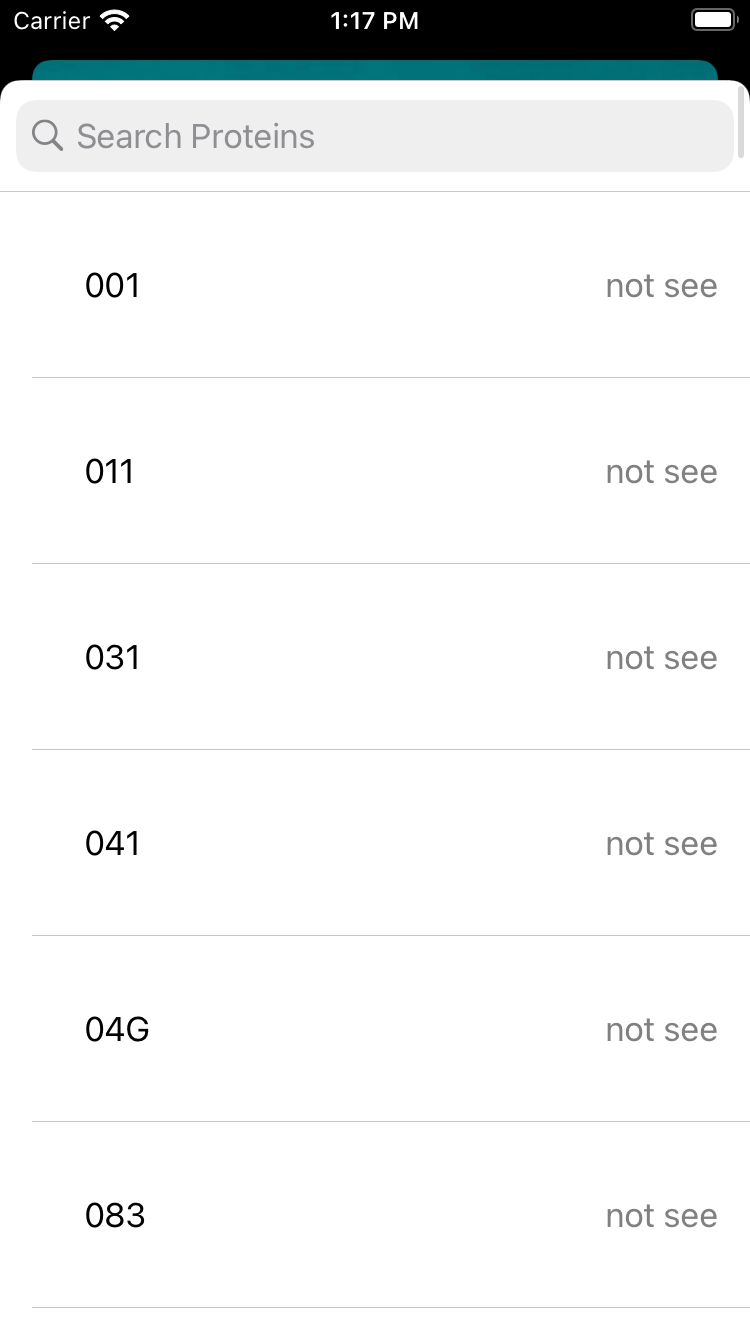 Carrier 1:17 PM
Search Proteins
001 not see
011 not see
031 not see
041 not see
04G not see
083 not see